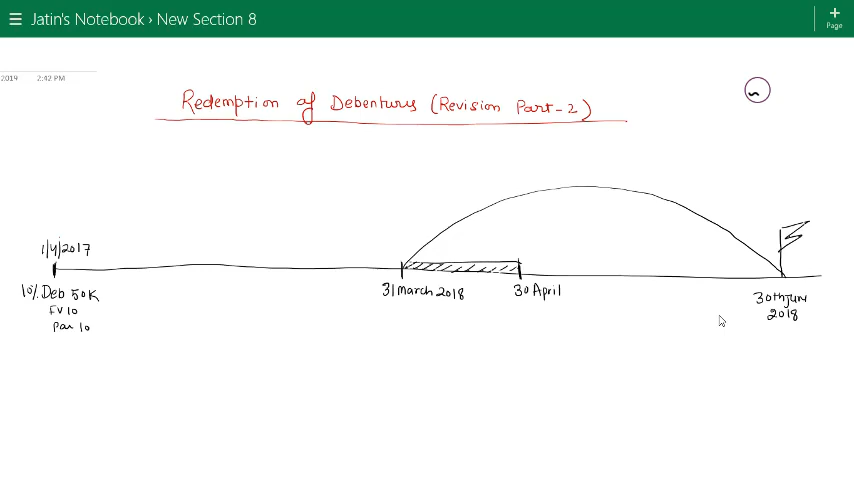 Jatin's Notebook › New Section 8
Page
2019 2:42 PM
Redemption of Debentures (Revision Part-2)
1/4/2017
10% Deb 50K
FV 10
Par 10
31 March 2018
30 April
30th June
2018